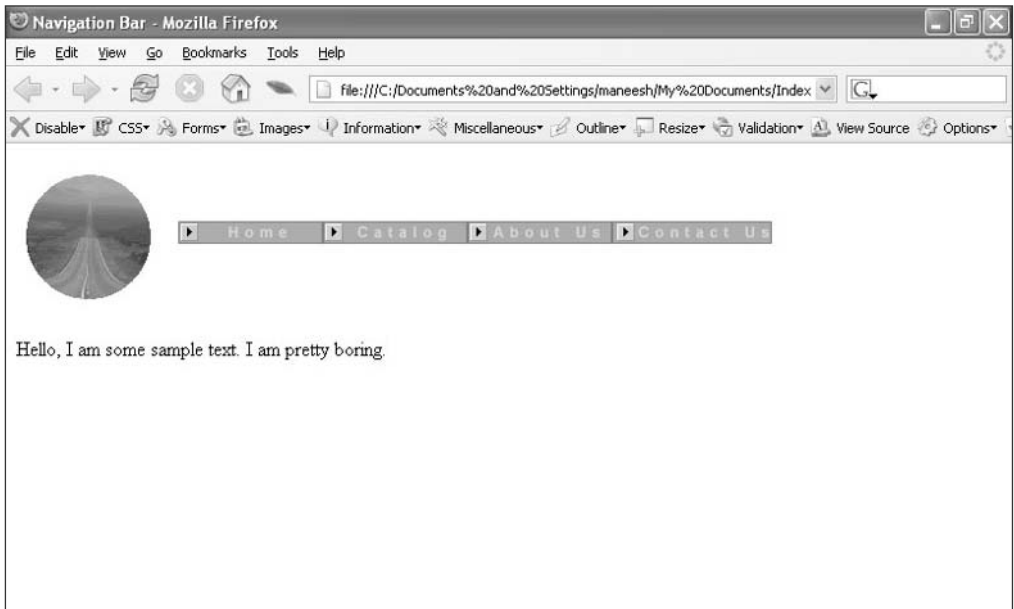 Navigation Bar - Mozilla Firefox
File Edit View Go Bookmarks Tools Help
file:///C:/Documents%20and%20Settings/maneesh/My%20Documents/Index
G
Disable CSS Forms Images Information Miscellaneous Outline Resize Validation View Source Options
Home Catalog About Us Contact Us
Hello, I am some sample text. I am pretty boring.